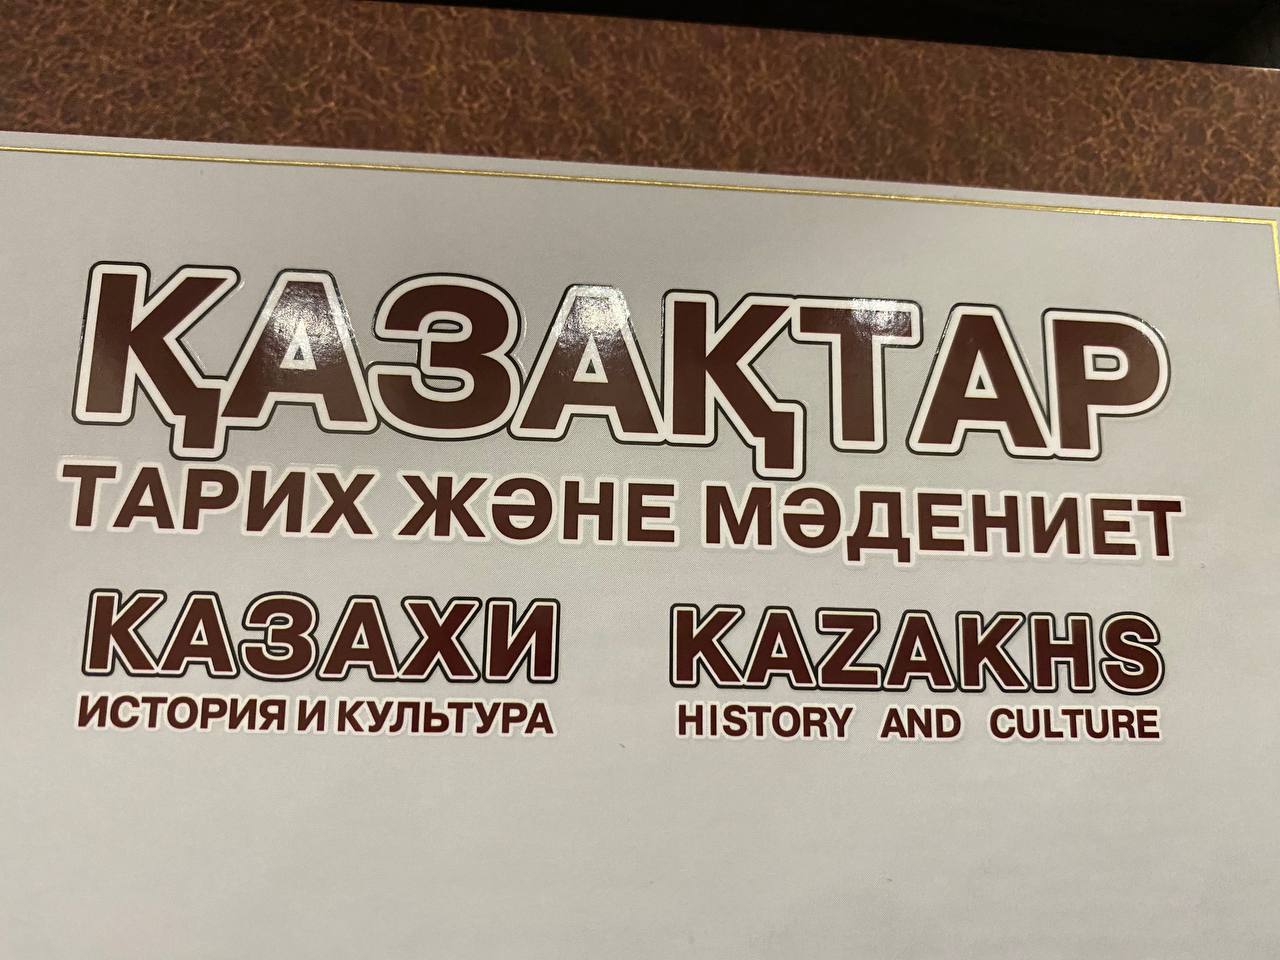 ҚАЗАҚТАР
ТАРИХ ЖӘНЕ МӘДЕНИЕТ
КАЗАХИ
ИСТОРИЯ И КУЛЬТУРА
KAZAKHS
HISTORY AND CULTURE